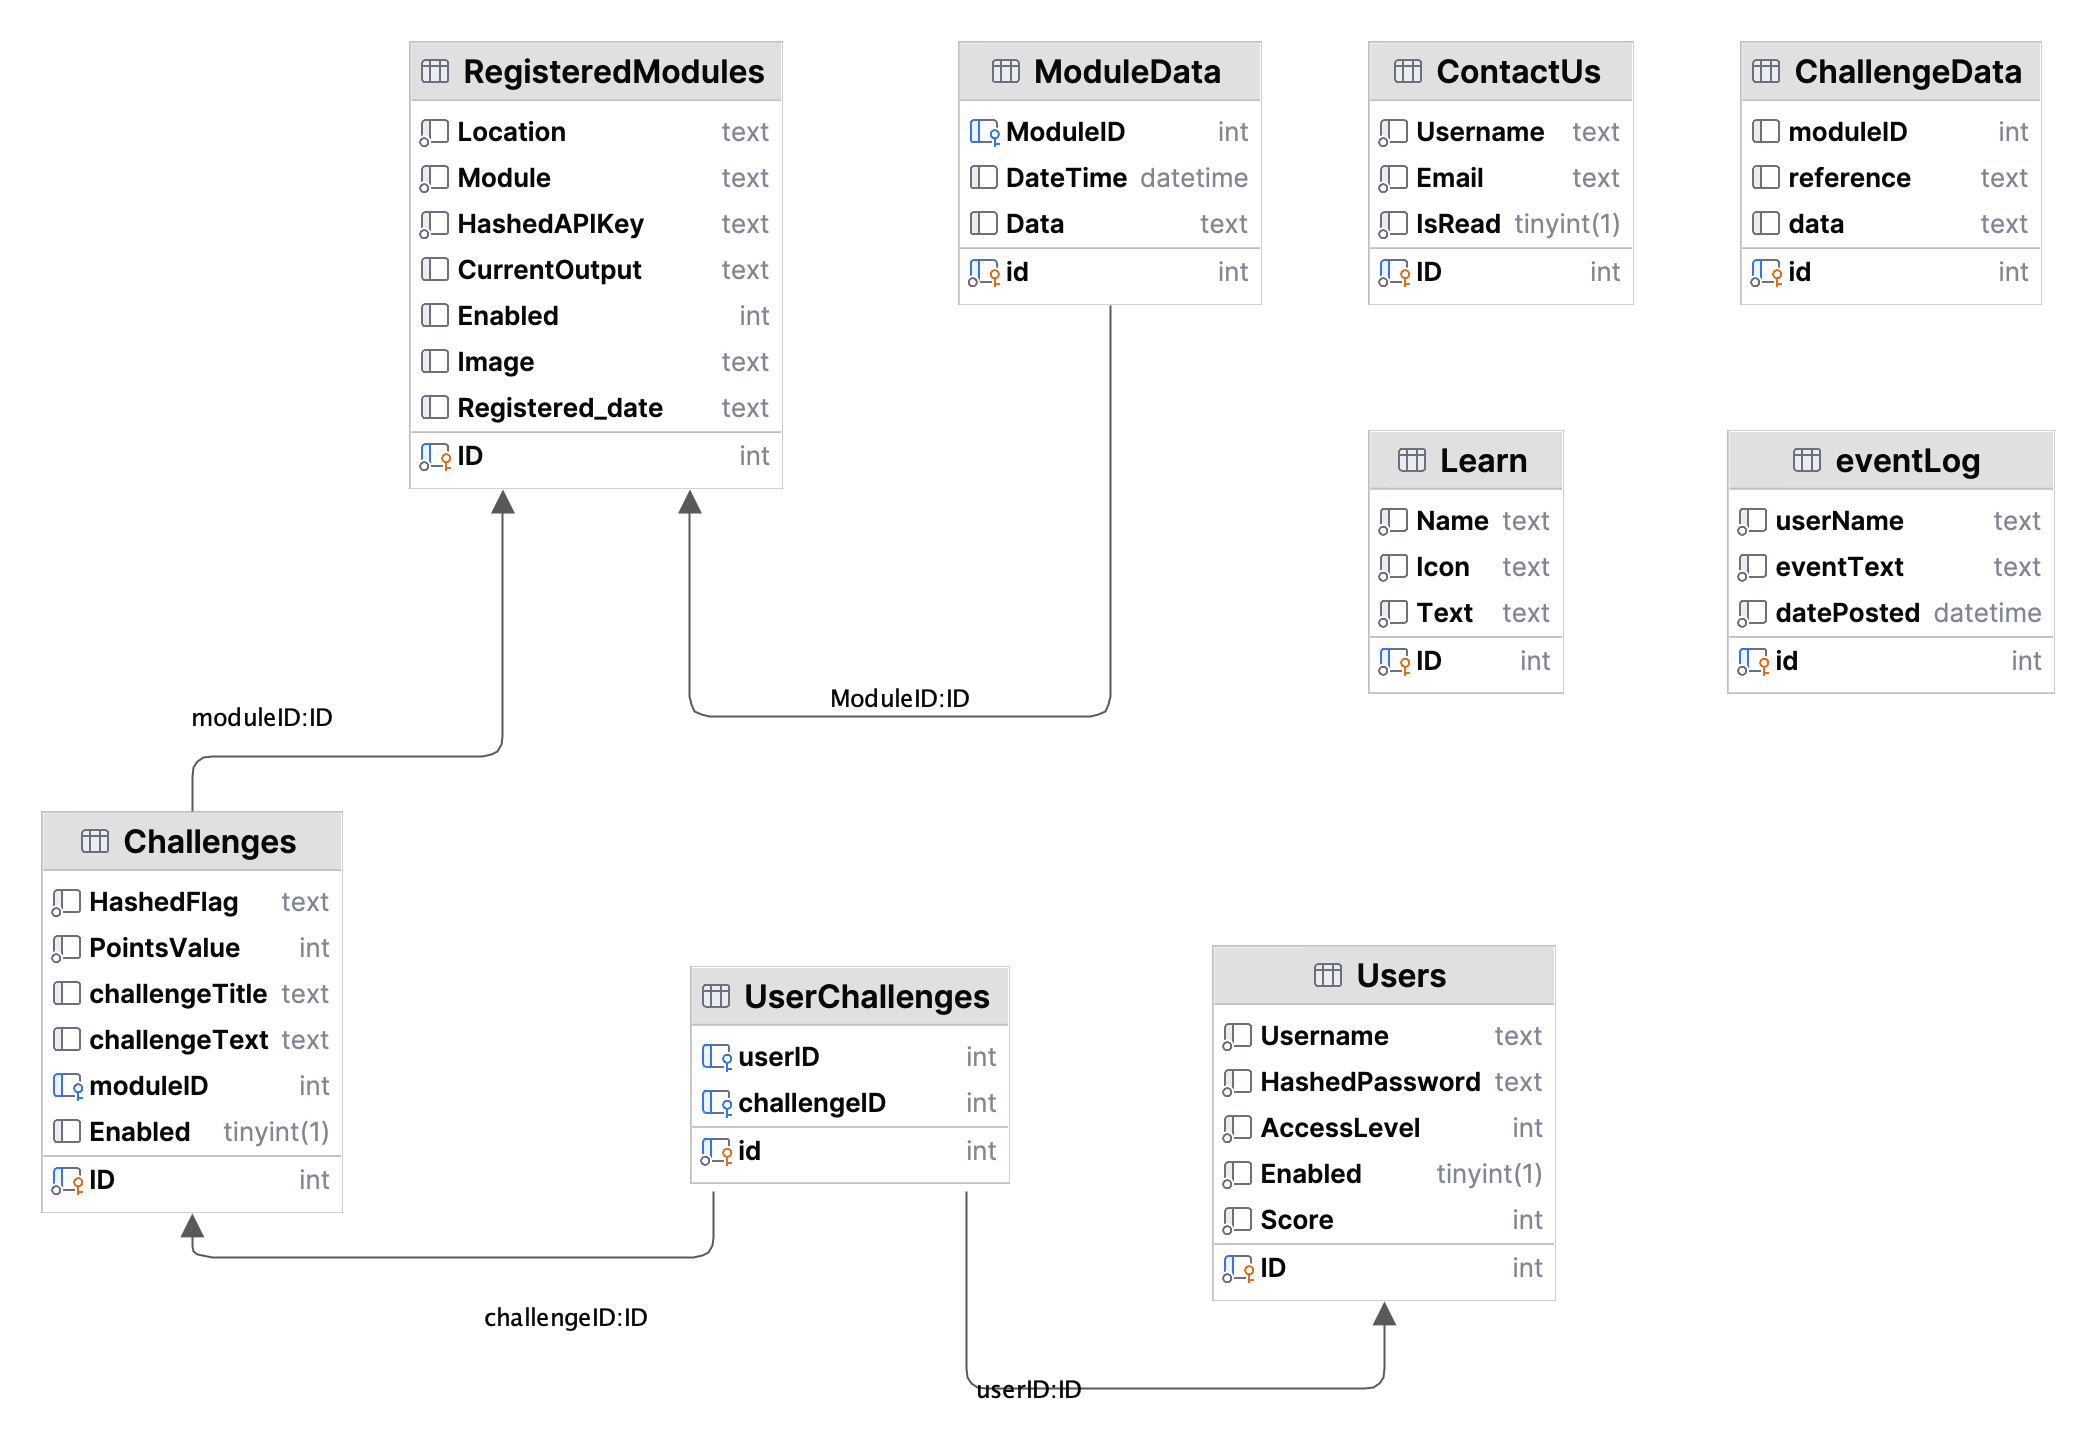 RegisteredModules
Location text
Module text
HashedAPIKey text
CurrentOutput text
Enabled int
Image text
Registered_date text
ID int
ModuleData
ModuleID int
DateTime datetime
Data text
id int
ContactUs
Username text
Email text
IsRead tinyint(1)
ID int
ChallengeData
moduleID int
reference text
data text
id int
Learn
Name text
Icon text
Text text
ID int
eventLog
userName text
eventText text
datePosted datetime
id int
moduleID:ID
ModuleID:ID
Challenges
HashedFlag text
PointsValue int
challengeTitle text
challengeText text
moduleID int
Enabled tinyint(1)
ID int
UserChallenges
userID int
challengeID int
id int
Users
Username text
HashedPassword text
AccessLevel int
Enabled tinyint(1)
Score int
ID int
challengeID:ID
userID:ID